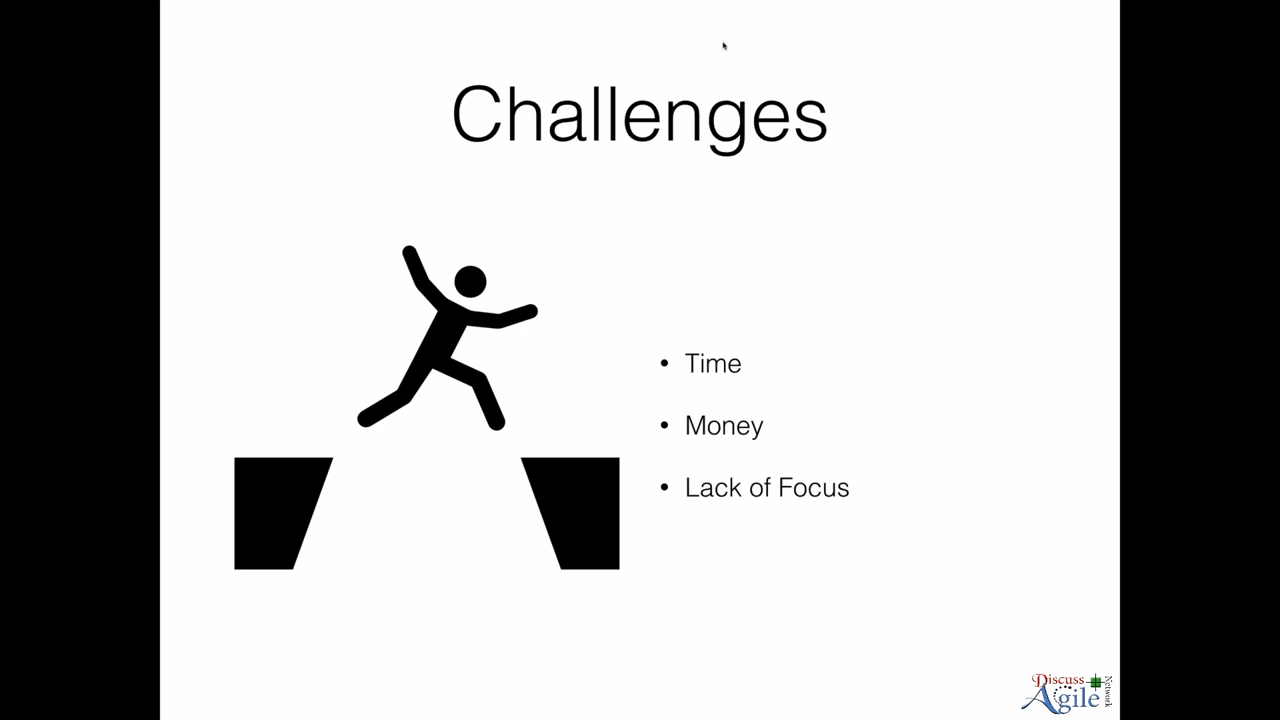 Challenges
• Time
• Money
• Lack of Focus
Discuss
Agile
Network